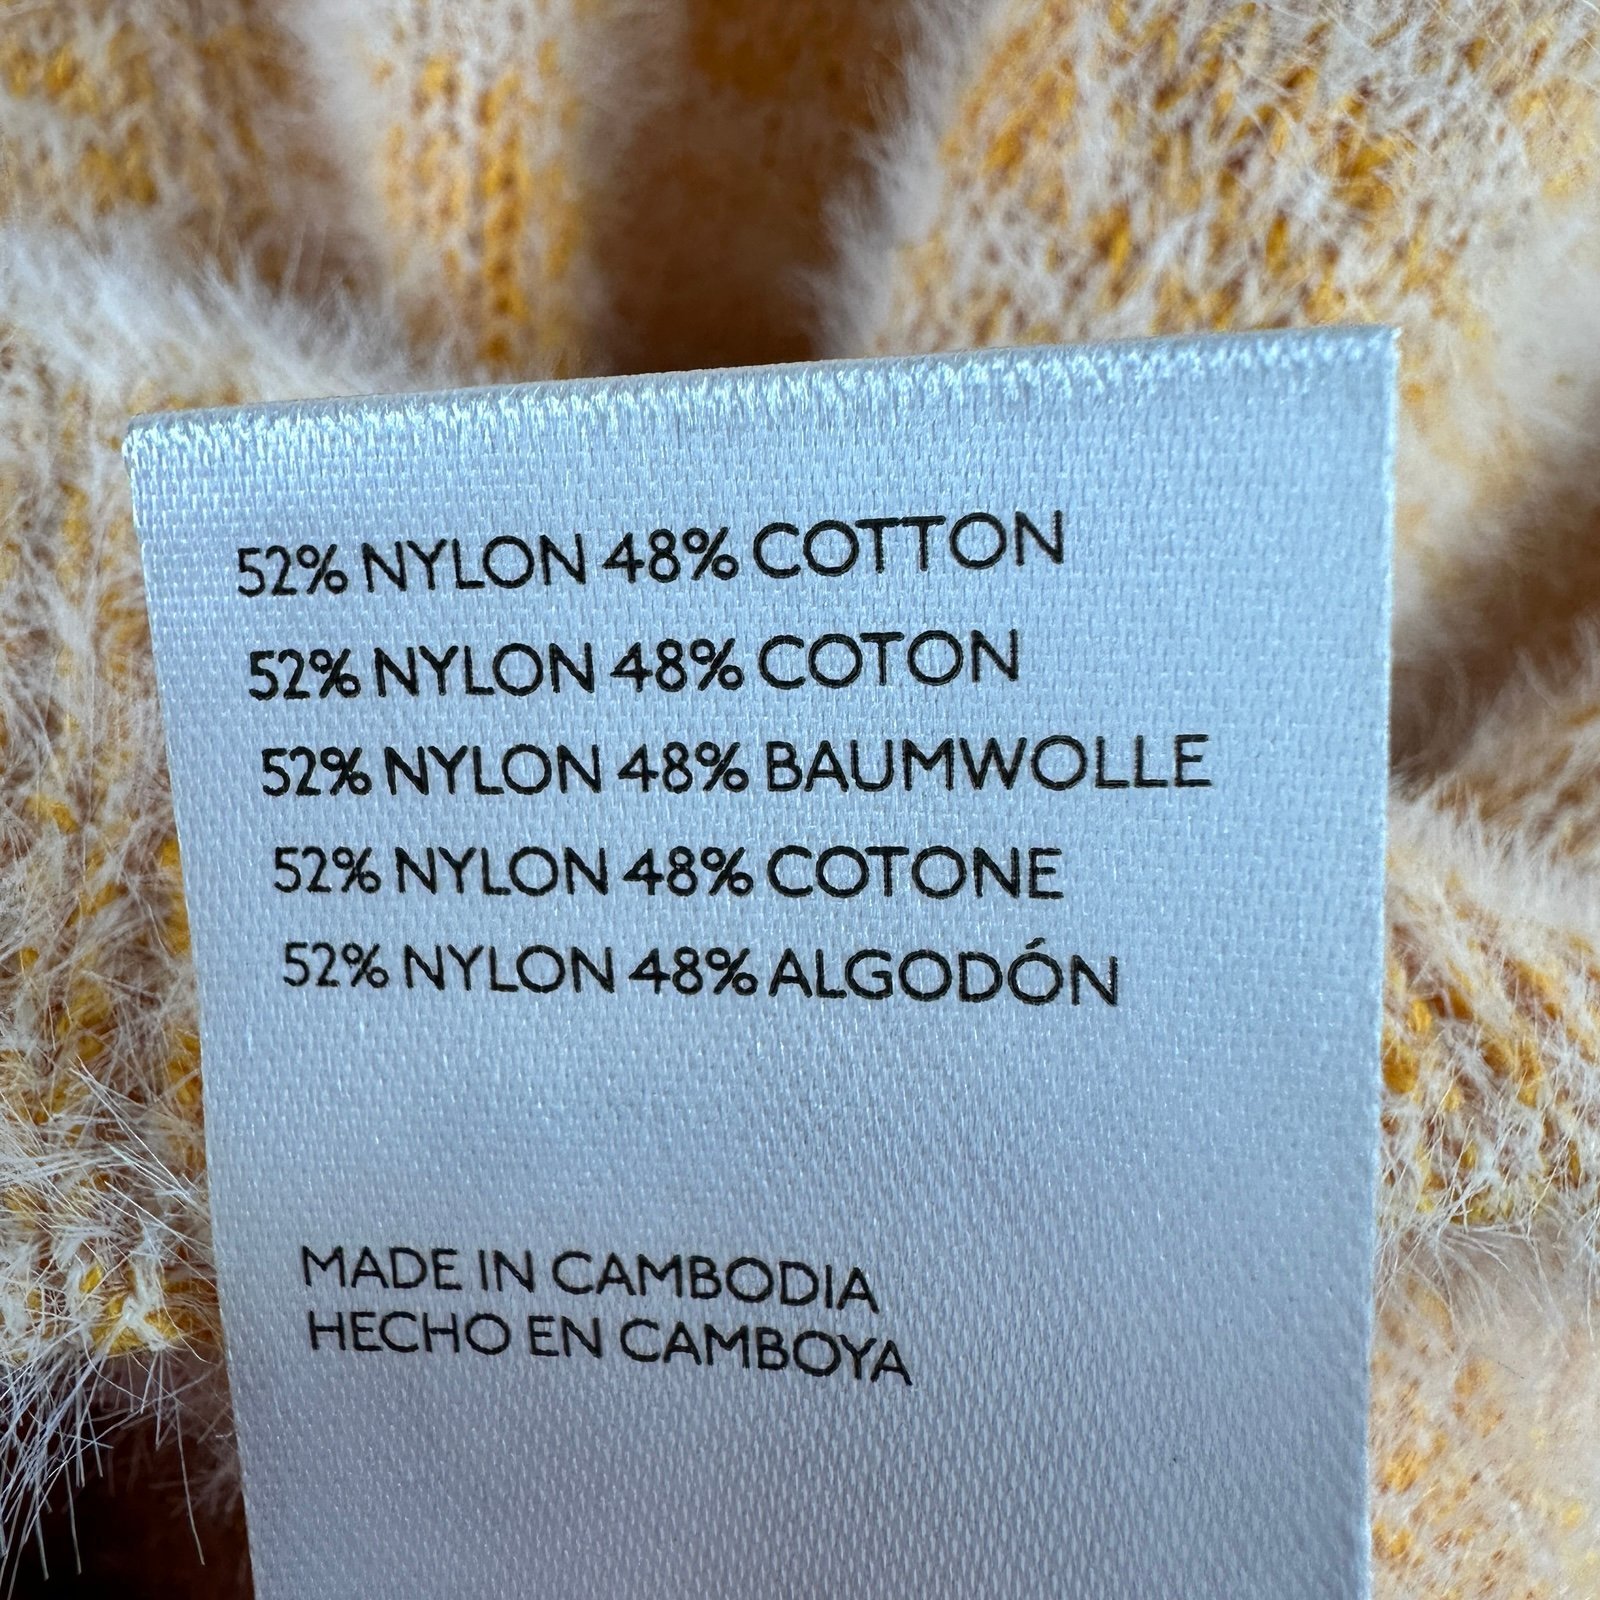 52% NYLON 48% COTTON
52% NYLON 48% COTON
52% NYLON 48% BAUMWOLLE
52% NYLON 48% COTONE
52% NYLON 48% ALGODÓN
MADE IN CAMBODIA
HECHO EN CAMBOYA